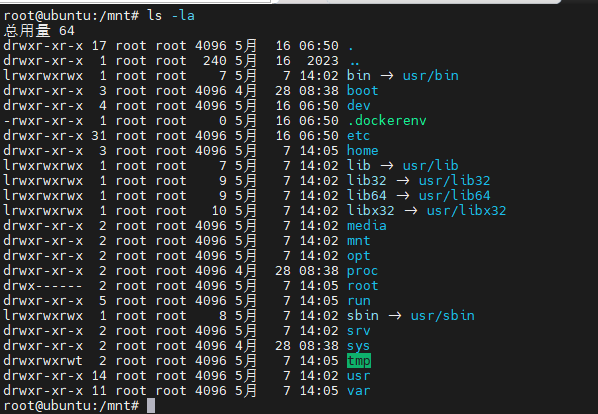 root@ubuntu:/mnt# ls -la
总用量 64
drwxr-xr-x 17 root root 4096 5月  16 06:50 .
drwxr-xr-x  1 root root  240 5月  16  2023 ..
lrwxrwxrwx  1 root root    7 5月   7 14:02 bin -> usr/bin
drwxr-xr-x  3 root root 4096 4月  28 08:38 boot
drwxr-xr-x  4 root root 4096 5月  16 06:50 dev
-rwxr-xr-x  1 root root    0 5月  16 06:50 .dockerenv
drwxr-xr-x 31 root root 4096 5月  16 06:50 etc
drwxr-xr-x  3 root root 4096 5月   7 14:05 home
lrwxrwxrwx  1 root root    7 5月   7 14:02 lib -> usr/lib
lrwxrwxrwx  1 root root    9 5月   7 14:02 lib32 -> usr/lib32
lrwxrwxrwx  1 root root    9 5月   7 14:02 lib64 -> usr/lib64
lrwxrwxrwx  1 root root   10 5月   7 14:02 libx32 -> usr/libx32
drwxr-xr-x  2 root root 4096 5月   7 14:02 media
drwxr-xr-x  2 root root 4096 5月   7 14:02 mnt
drwxr-xr-x  2 root root 4096 5月   7 14:02 opt
drwxr-xr-x  2 root root 4096 4月  28 08:38 proc
drwx------  2 root root 4096 5月   7 14:05 root
drwxr-xr-x  5 root root 4096 5月   7 14:05 run
lrwxrwxrwx  1 root root    8 5月   7 14:02 sbin -> usr/sbin
drwxr-xr-x  2 root root 4096 5月   7 14:02 srv
drwxr-xr-x  2 root root 4096 4月  28 08:38 sys
drwxrwxrwt  2 root root 4096 5月   7 14:05 tmp
drwxr-xr-x 14 root root 4096 5月   7 14:02 usr
drwxr-xr-x 11 root root 4096 5月   7 14:05 var
root@ubuntu:/mnt#